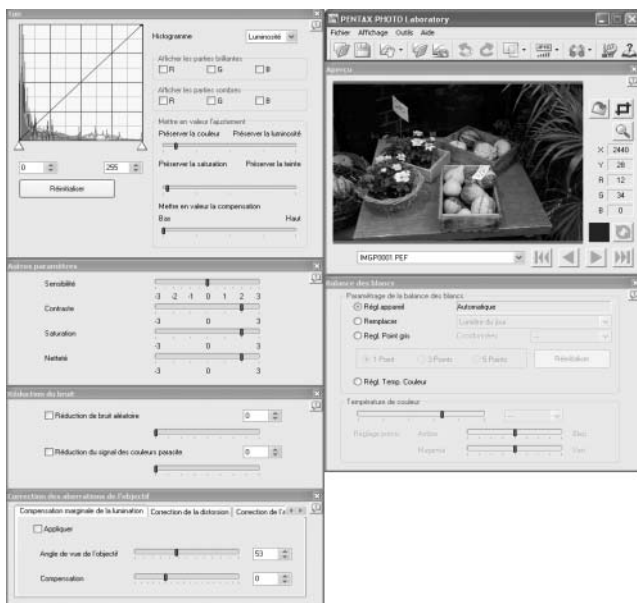 Ton
Histogramme
Luminosité
Afficher les parties brillantes
R G B
Afficher les parties sombres
R G B
Mettre en valeur l'ajustement
Préserver la couleur Préserver la luminosité
Préserver la saturation Préserver la teinte
Mettre en valeur la compensation
Bas Haut
0 255
Réinitialiser
Autres paramètres
Sensibilité
-3 -2 -1 0 1 2 3
Contraste
-3 0 3
Saturation
-3 0 3
Netteté
-3 0 3
Réduction du bruit
Réduction de bruit aléatoire 0
Réduction du signal des couleurs parasite 0
Correction des aberrations de l'objectif
Compensation marginale de la lumination Correction de la distorsion Correction de l'a
Appliquer
Angle de vue de l'objectif 53
Compensation 0
PENTAX PHOTO Laboratory
Fichier Affichage Outils Aide
Aperçu
X 2440
Y 28
R 12
G 34
B 0
IMGP0001.PEF
Balance des blancs
Paramétrage de la balance des blancs
Régl appareil Automatique
Remplacer Lumière du jour
Regl. Point gris Coordonnées --
1 Point 3 Points 5 Points Réinitialiser
Régl. Temp. Couleur
Température de couleur
---
Réglage précis Ambre Bleu
Magenta Vert